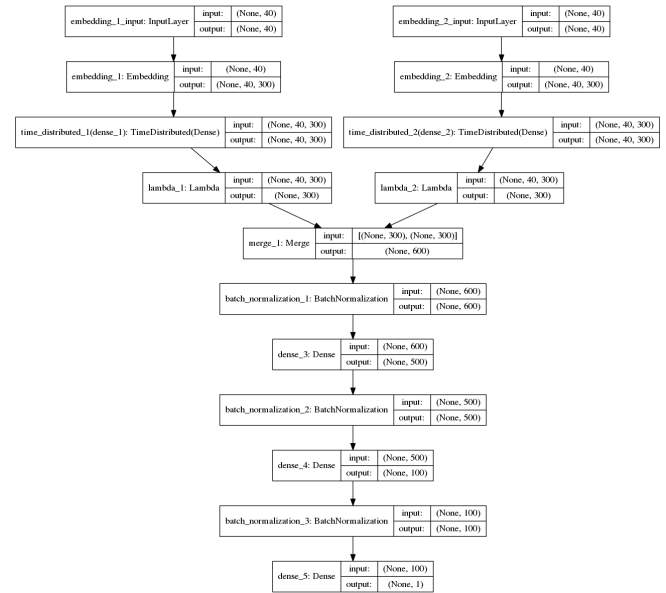 embedding_1_input: InputLayer input: (None, 40)
output: (None, 40)
embedding_2_input: InputLayer input: (None, 40)
output: (None, 40)
embedding_1: Embedding input: (None, 40)
output: (None, 40, 300)
embedding_2: Embedding input: (None, 40)
output: (None, 40, 300)
time_distributed_1(dense_1): TimeDistributed(Dense) input: (None, 40, 300)
output: (None, 40, 300)
time_distributed_2(dense_2): TimeDistributed(Dense) input: (None, 40, 300)
output: (None, 40, 300)
lambda_1: Lambda input: (None, 40, 300)
output: (None, 300)
lambda_2: Lambda input: (None, 40, 300)
output: (None, 300)
merge_1: Merge input: [(None, 300), (None, 300)]
output: (None, 600)
batch_normalization_1: BatchNormalization input: (None, 600)
output: (None, 600)
dense_3: Dense input: (None, 600)
output: (None, 500)
batch_normalization_2: BatchNormalization input: (None, 500)
output: (None, 500)
dense_4: Dense input: (None, 500)
output: (None, 100)
batch_normalization_3: BatchNormalization input: (None, 100)
output: (None, 100)
dense_5: Dense input: (None, 100)
output: (None, 1)